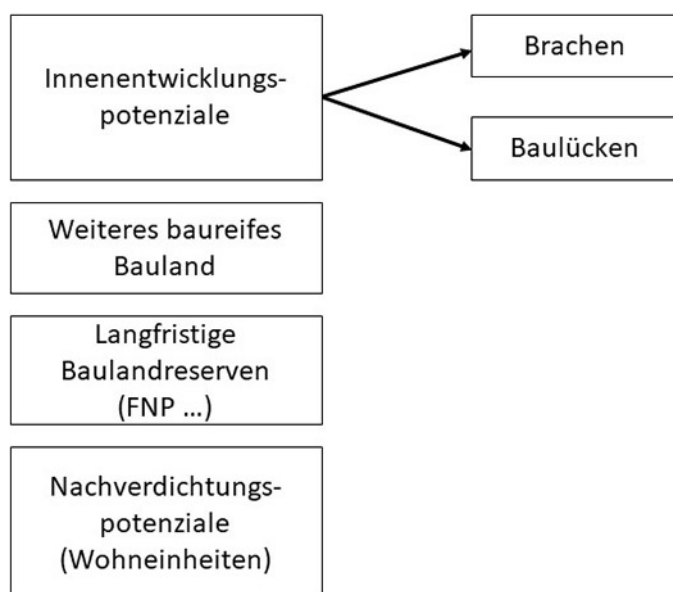 Innenentwicklungs-
potenziale
Brachen
Baulücken
Weiteres baureifes
Bauland
Langfristige
Baulandreserven
(FNP ...)
Nachverdichtungs-
potenziale
(Wohneinheiten)